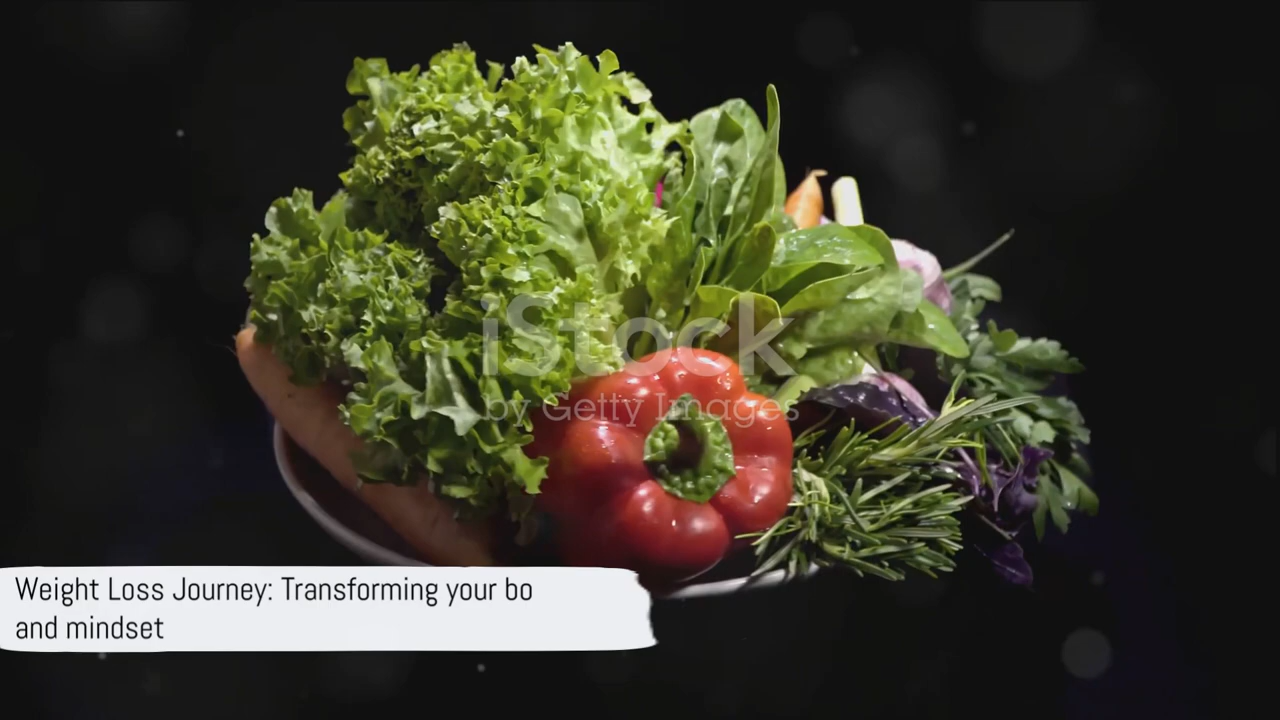 iStock
by Getty Images
Weight Loss Journey: Transforming your bo
and mindset